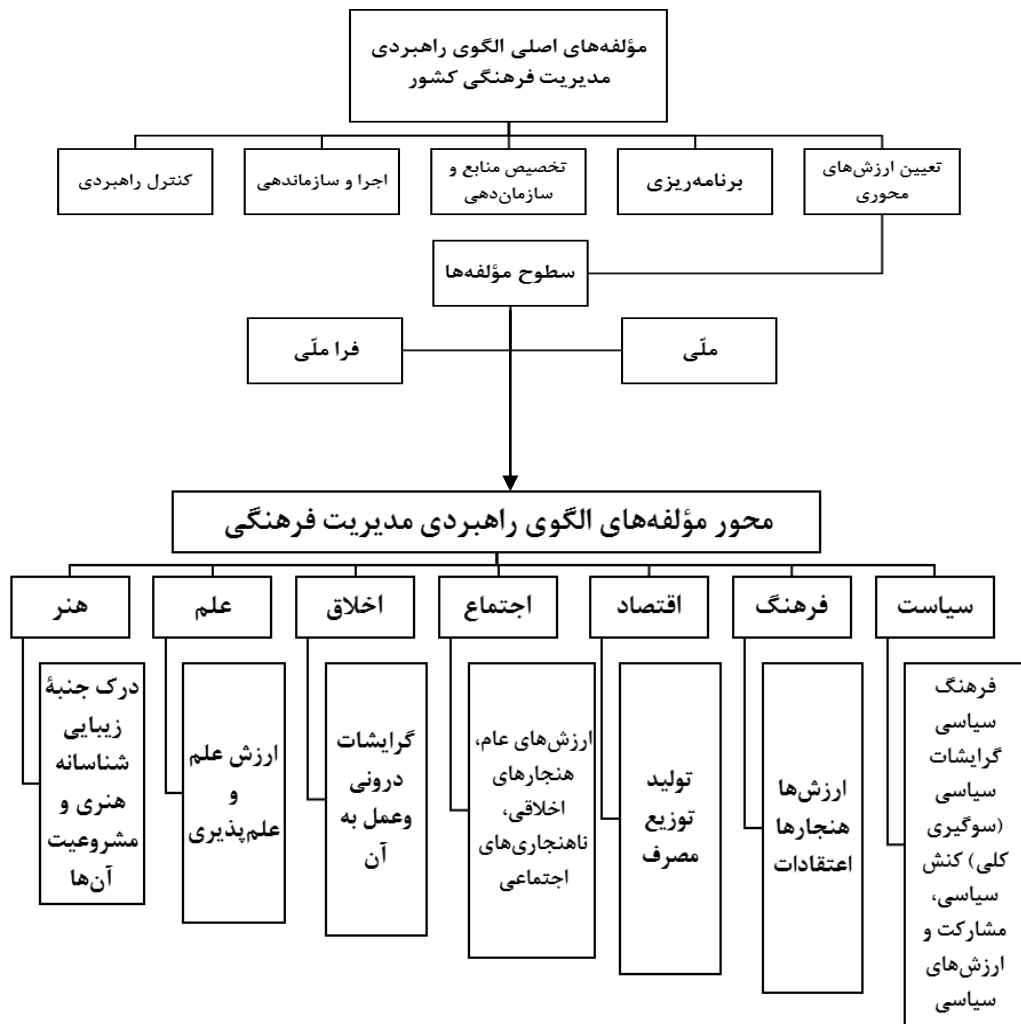 مؤلفه‌های اصلی الگوی راهبردی
مدیریت فرهنگی کشور
تعیین ارزش‌های
محوری
برنامه‌ریزی
تخصیص منابع و
سازمان‌دهی
اجرا و سازماندهی
کنترل راهبردی
سطوح مؤلفه‌ها
ملّی
فرا ملّی
محور مؤلفه‌های الگوی راهبردی مدیریت فرهنگی
سیاست
فرهنگ
اقتصاد
اجتماع
اخلاق
علم
هنر
فرهنگ
سیاسی
گرایشات
سیاسی
(سوگیری
کلی) کنش
سیاسی،
مشارکت و
ارزش‌های
سیاسی
ارزش‌ها
هنجارها
اعتقادات
تولید
توزیع
مصرف
ارزش‌های عام،
هنجارهای
اخلاقی،
ناهنجاری‌های
اجتماعی
گرایشات
درونی
وعمل به
آن
ارزش علم
و
علم‌پذیری
درک جنبهٔ
زیبایی
شناسانه
هنری و
مشروعیت
آن‌ها